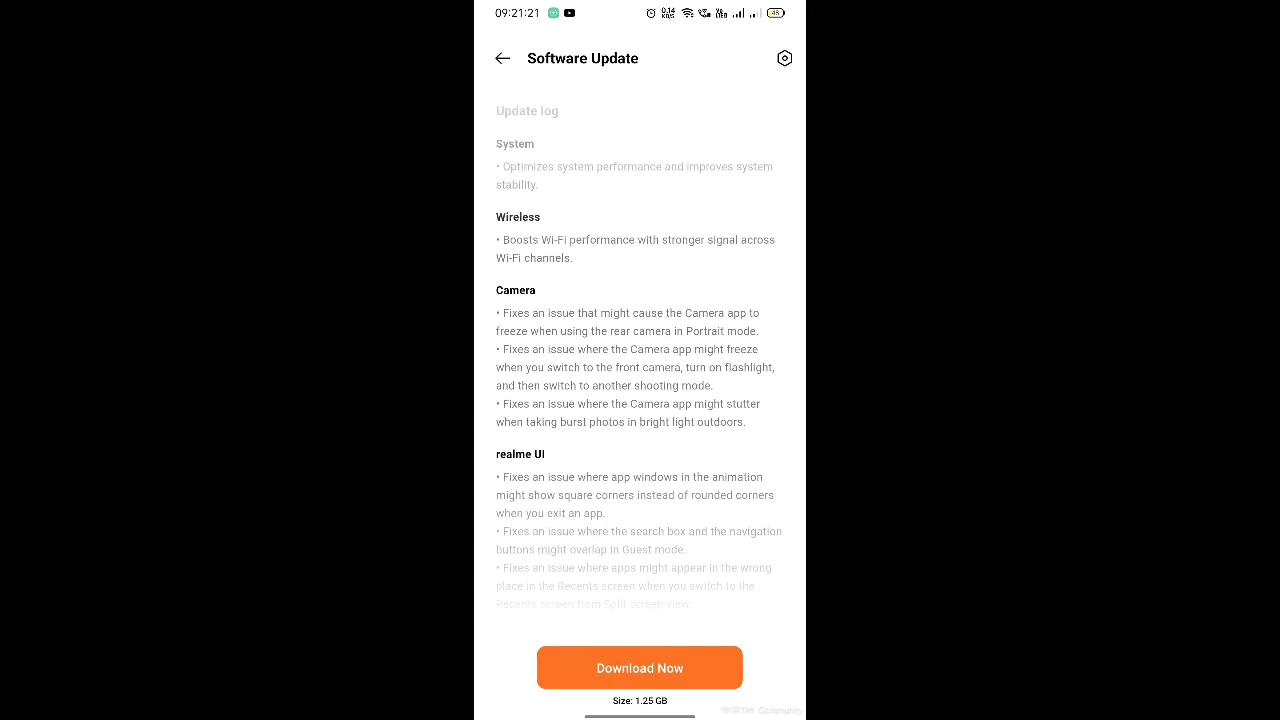 09:21:21 0.14 KB/S Vo LTE 48
Software Update
Update log
System
• Optimizes system performance and improves system
stability.
Wireless
• Boosts Wi-Fi performance with stronger signal across
Wi-Fi channels.
Camera
• Fixes an issue that might cause the Camera app to
freeze when using the rear camera in Portrait mode.
• Fixes an issue where the Camera app might freeze
when you switch to the front camera, turn on flashlight,
and then switch to another shooting mode.
• Fixes an issue where the Camera app might stutter
when taking burst photos in bright light outdoors.
realme UI
• Fixes an issue where app windows in the animation
might show square corners instead of rounded corners
when you exit an app.
• Fixes an issue where the search box and the navigation
buttons might overlap in Guest mode.
• Fixes an issue where apps might appear in the wrong
place in the Recents screen when you switch to the
Recents screen from Split-screen view.
Download Now
Size: 1.25 GB
Community